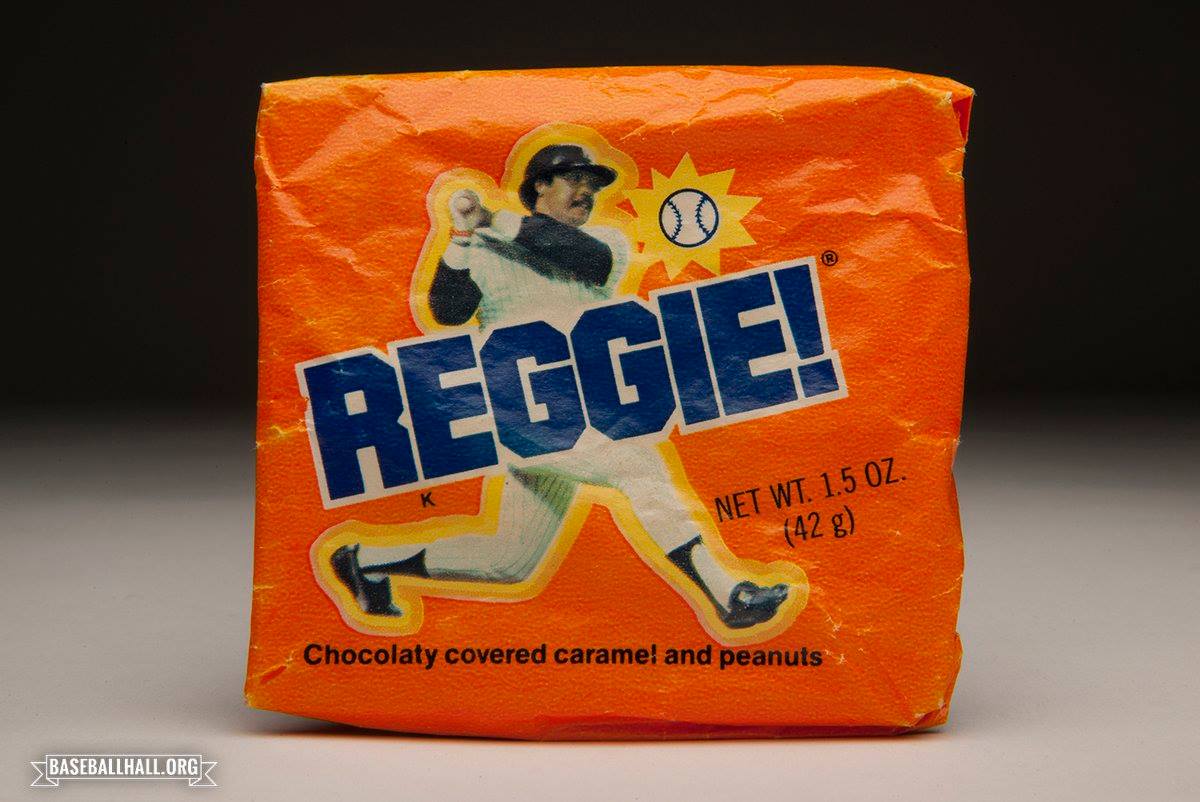 REGGIE!®
K
NET WT. 1.5 OZ.
(42 g)
Chocolaty covered caramel and peanuts
BASEBALLHALL.ORG